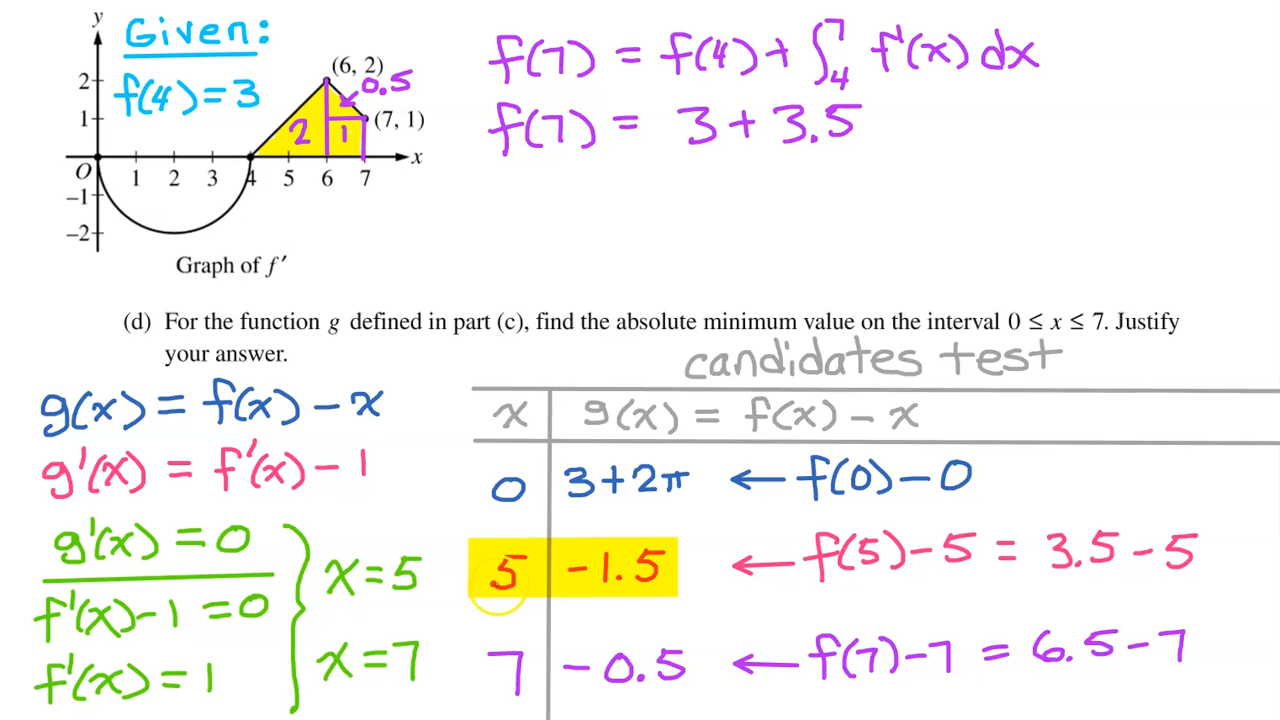 y
Given:
f(4)=3
(6, 2)
0.5
2
1
(7, 1)
2
1
O
1 2 3 4 5 6 7
x
−1
−2
Graph of f′
f(7) = f(4) + ∫₄⁷ f'(x) dx
f(7) = 3 + 3.5
(d) For the function g defined in part (c), find the absolute minimum value on the interval 0 ≤ x ≤ 7. Justify
your answer.
candidates test
g(x) = f(x) − x
g'(x) = f'(x) − 1
g'(x) = 0
f'(x) − 1 = 0
f'(x) = 1
x = 5
x = 7
x g(x) = f(x) − x
0 3+2π ← f(0) − 0
5 −1.5 ← f(5) − 5 = 3.5 − 5
7 −0.5 ← f(7) − 7 = 6.5 − 7